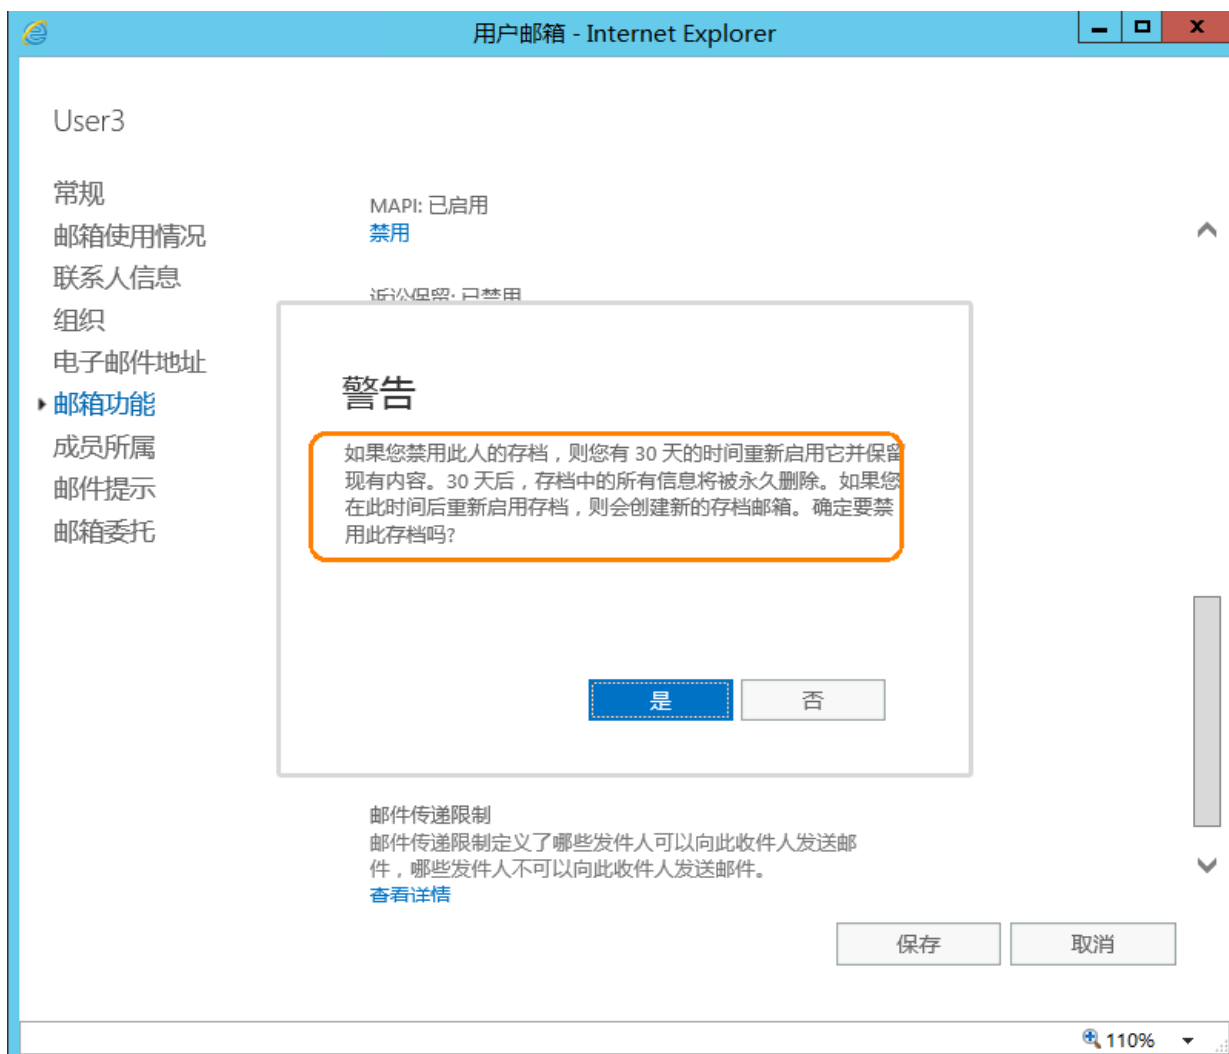 用户邮箱 - Internet Explorer
User3
常规
邮箱使用情况
联系人信息
组织
电子邮件地址
邮箱功能
成员所属
邮件提示
邮箱委托
MAPI: 已启用
禁用
诉讼保留: 已禁用
警告
如果您禁用此人的存档，则您有 30 天的时间重新启用它并保留
现有内容。30 天后，存档中的所有信息将被永久删除。如果您
在此时间后重新启用存档，则会创建新的存档邮箱。确定要禁
用此存档吗?
是
否
邮件传递限制
邮件传递限制定义了哪些发件人可以向此收件人发送邮
件，哪些发件人不可以向此收件人发送邮件。
查看详情
保存
取消
110%